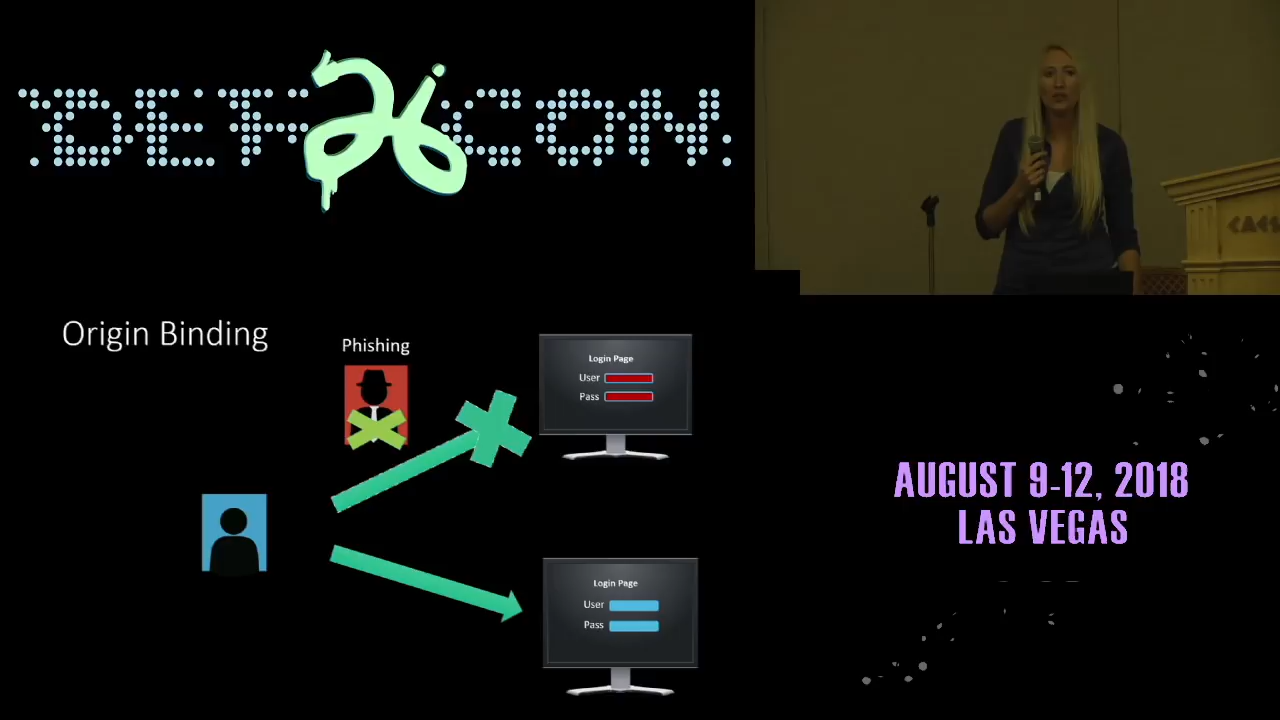 DEF CON
26
Origin Binding
Phishing
Login Page
User
Pass
Login Page
User
Pass
AUGUST 9-12, 2018
LAS VEGAS